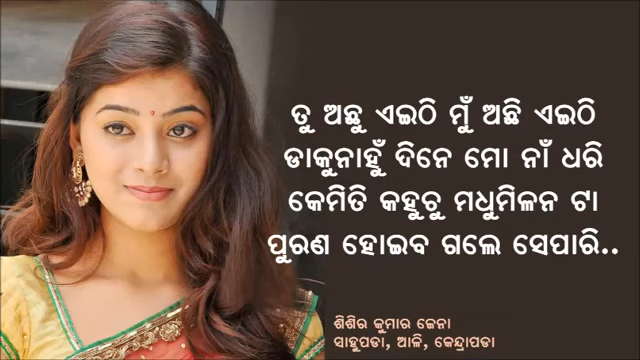 ତୁ ଅଛୁ ଏଇଠି ମୁଁ ଅଛି ଏଇଠି
ଡାକୁନାହୁଁ ଦିନେ ମୋ ନାଁ ଧରି
କେମିତି କହୁଚୁ ମଧୁମିଳନ ଟା
ପୁରଣ ହୋଇବ ଗଲେ ସେପାରି..
ଶିଶିର କୁମାର ଜେନା
ସାହୁପଡା, ଆଳି, କେନ୍ଦ୍ରାପଡା